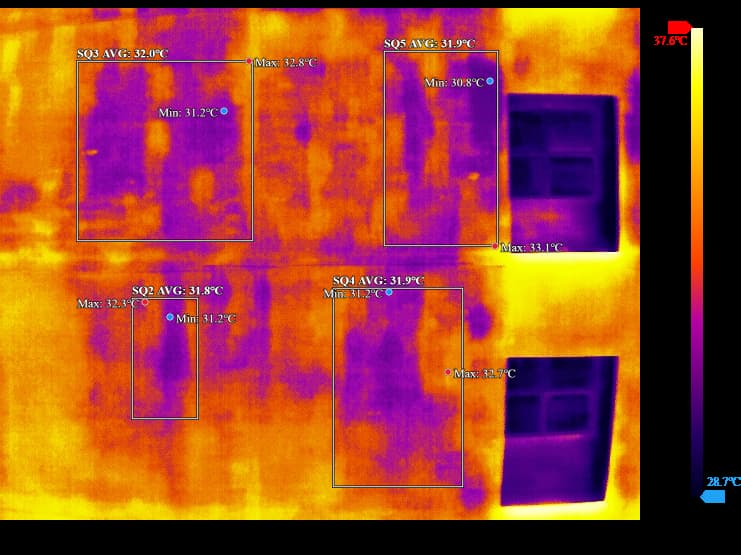 SQ3 AVG: 32.0°C
Max: 32.8°C
Min: 31.2°C
SQ5 AVG: 31.9°C
Min: 30.8°C
Max: 33.1°C
37.6°C
SQ2 AVG: 31.8°C
Max: 32.3°C
Min: 31.2°C
SQ4 AVG: 31.9°C
Min: 31.2°C
Max: 32.7°C
28.7°C